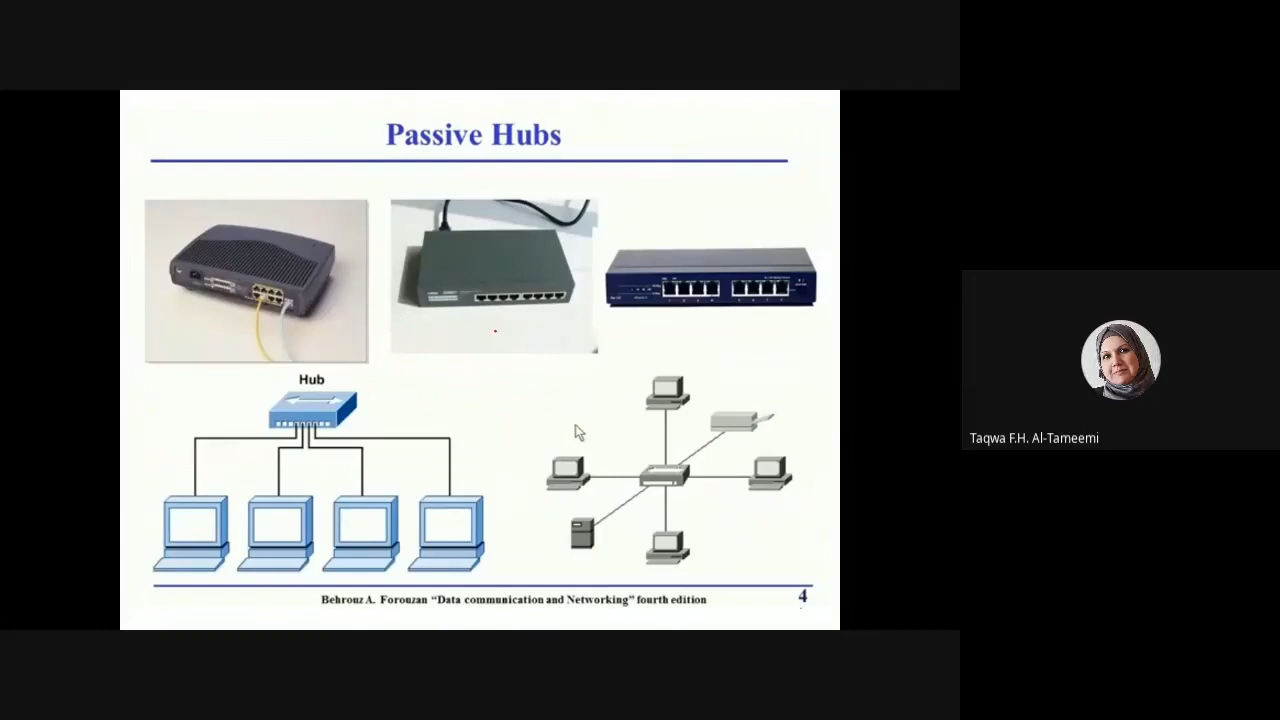 Passive Hubs
Hub
Behrouz A. Forouzan “Data communication and Networking” fourth edition
4
Taqwa F.H. Al-Tameemi